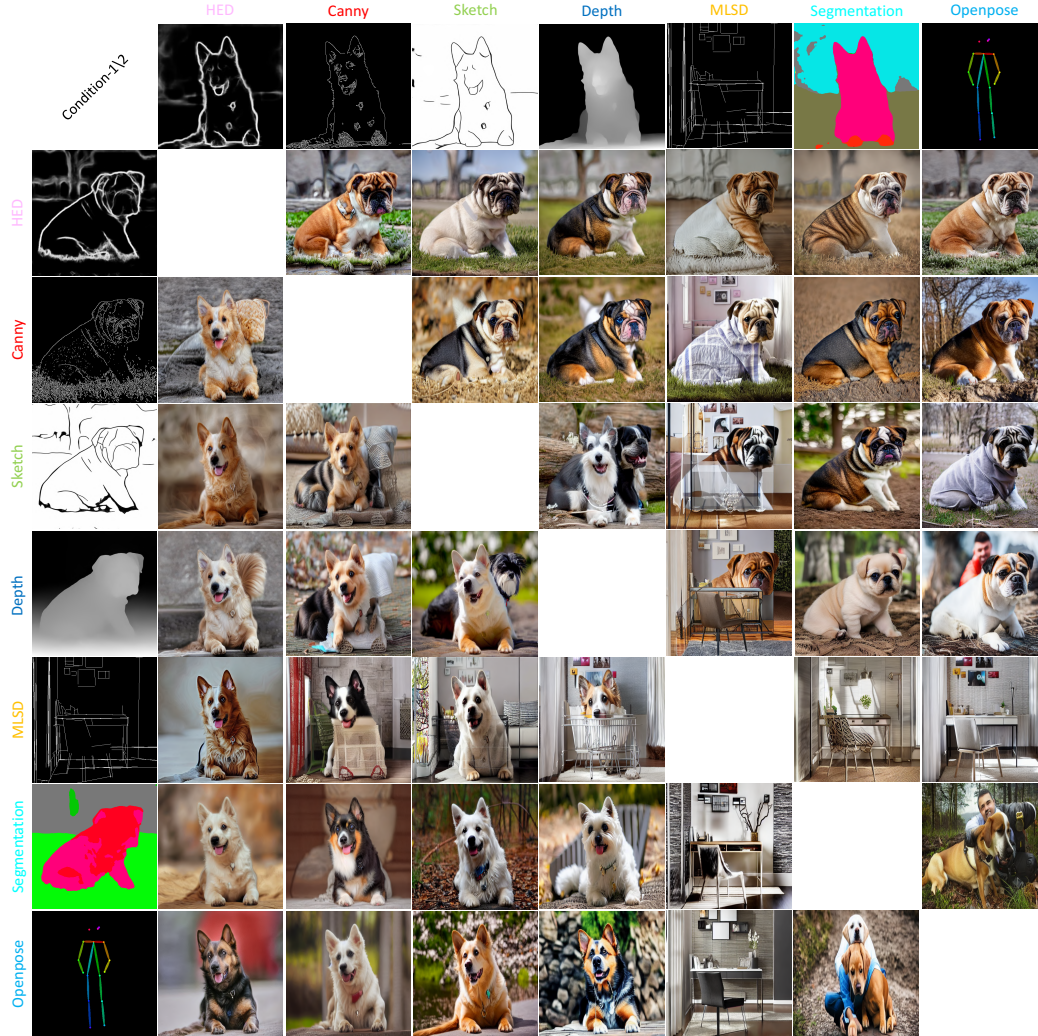 HED Canny Sketch Depth MLSD Segmentation Openpose
Condition-1\2
HED
Canny
Sketch
Depth
MLSD
Segmentation
Openpose